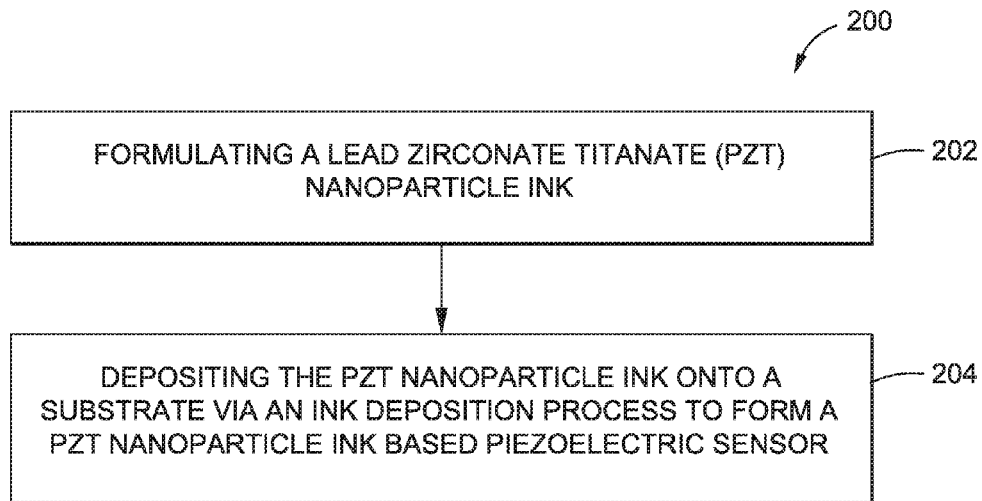 200
FORMULATING A LEAD ZIRCONATE TITANATE (PZT)
NANOPARTICLE INK
202
DEPOSITING THE PZT NANOPARTICLE INK ONTO A
SUBSTRATE VIA AN INK DEPOSITION PROCESS TO FORM A
PZT NANOPARTICLE INK BASED PIEZOELECTRIC SENSOR
204